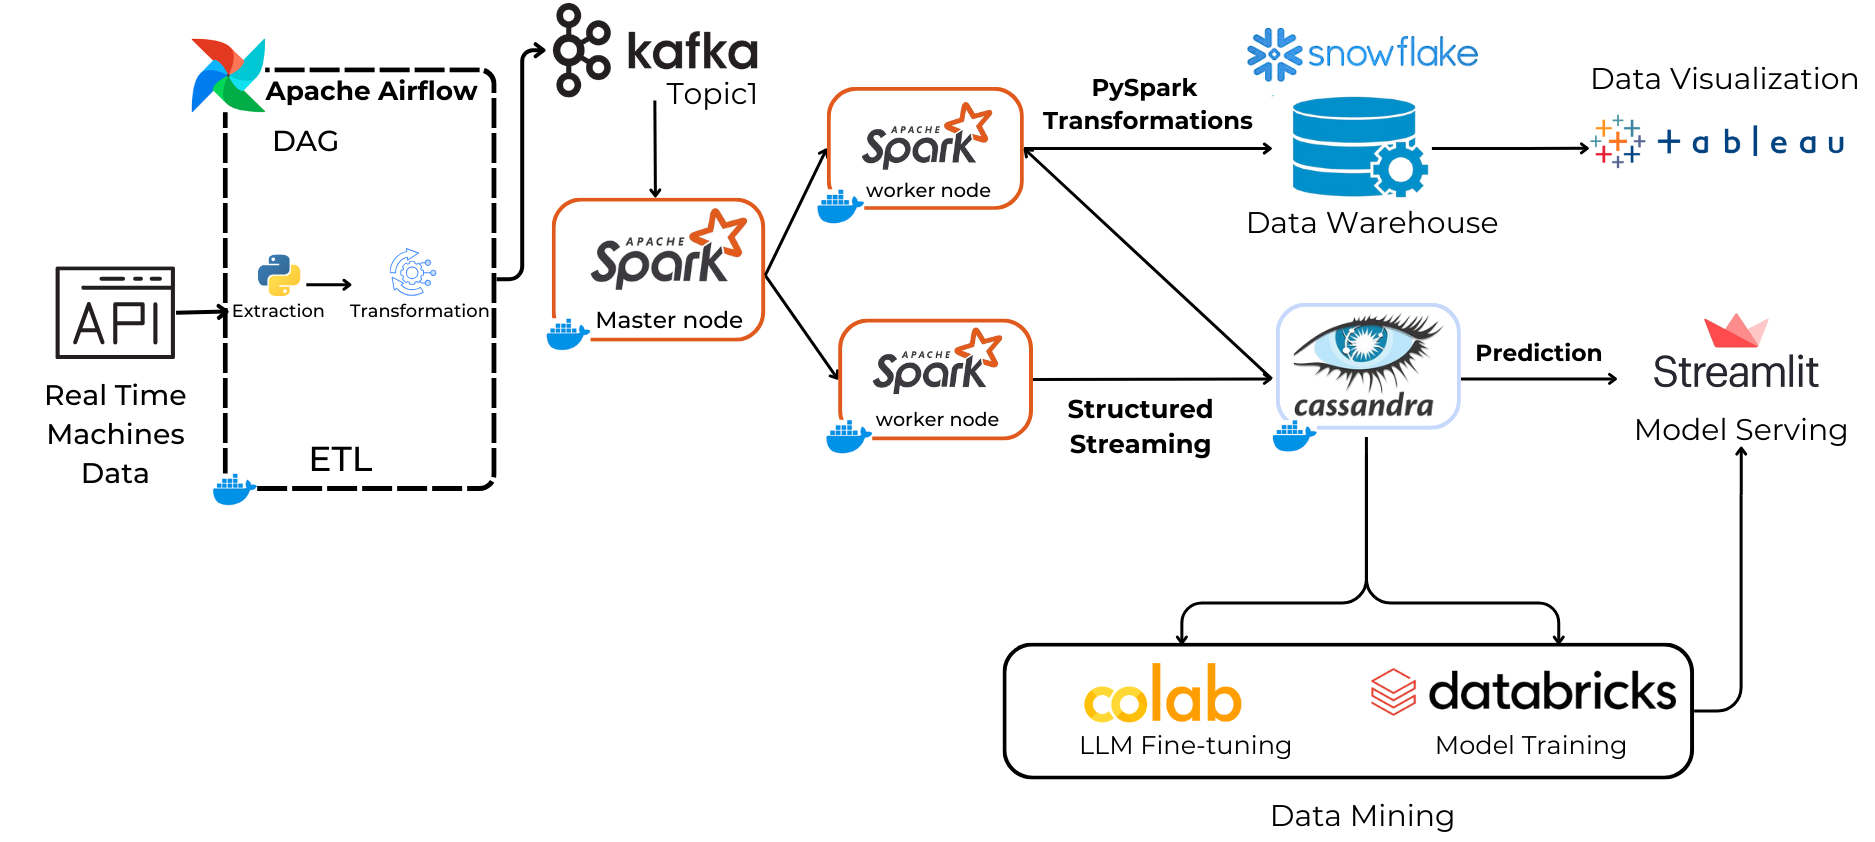 Apache Airflow
DAG
Extraction
Transformation
ETL
API
Real Time
Machines
Data
kafka
Topic1
APACHE
Spark
Master node
APACHE
Spark
worker node
APACHE
Spark
worker node
PySpark
Transformations
snowflake
Data Warehouse
Data Visualization
+ableau
Structured
Streaming
cassandra
Prediction
Streamlit
Model Serving
colab
LLM Fine-tuning
databricks
Model Training
Data Mining